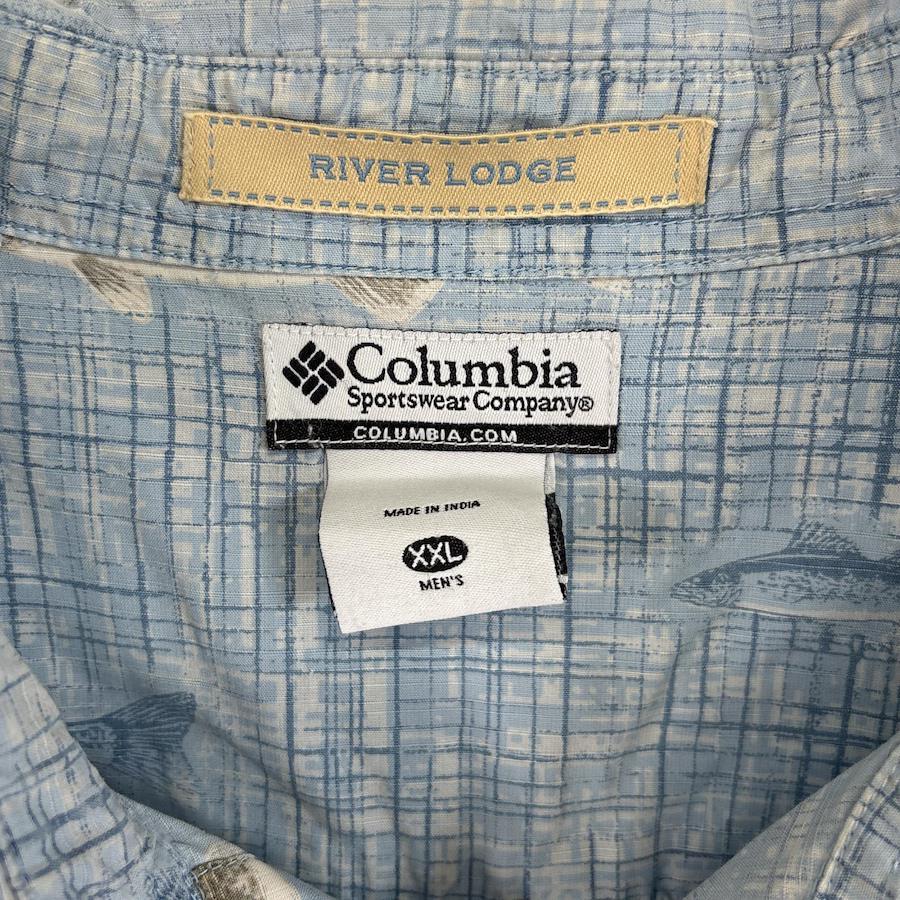 RIVER LODGE
Columbia
Sportswear Company®
COLUMBIA.COM
MADE IN INDIA
XXL
MEN'S